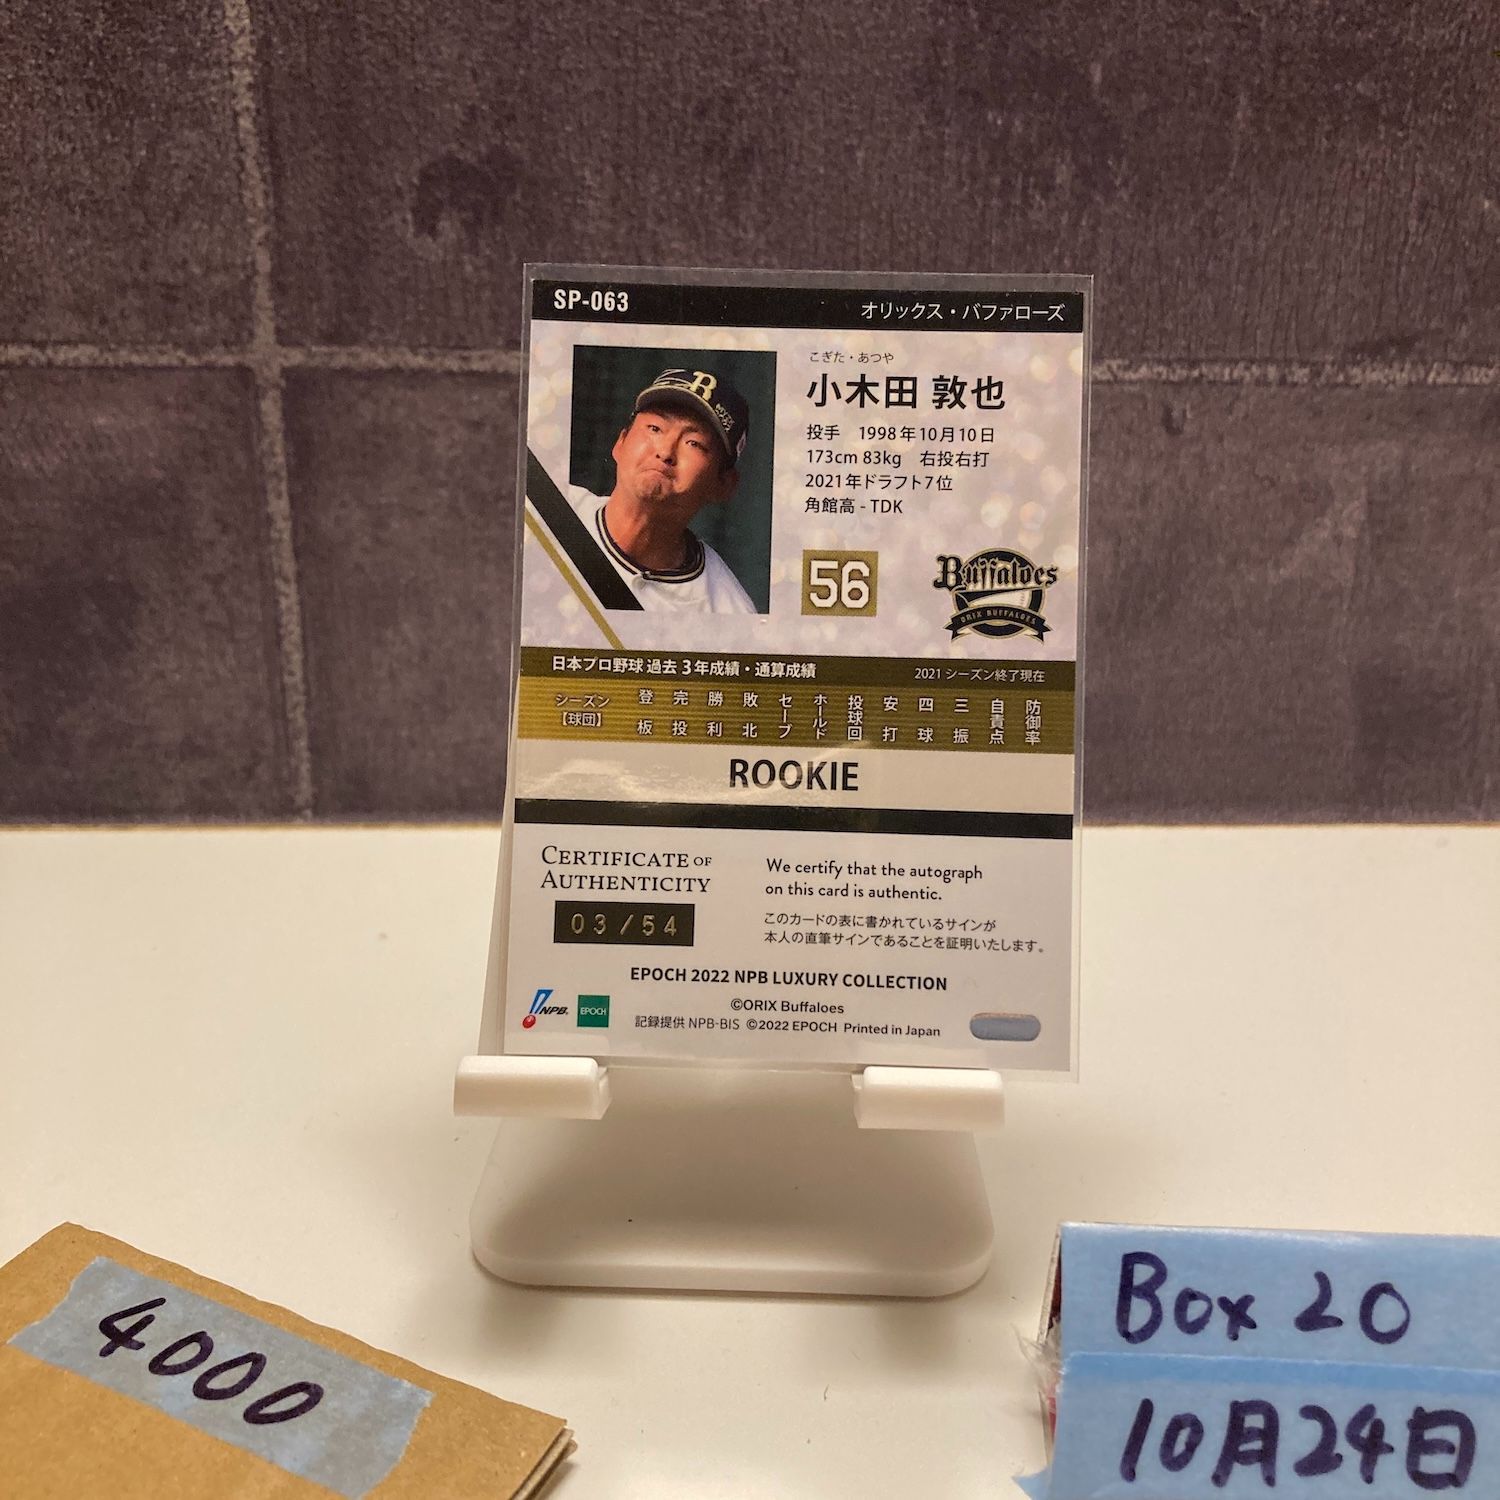 SP-063
オリックス・バファローズ
こぎた・あつや
小木田 敦也
投手 1998年10月10日
173cm 83kg 右投右打
2021年ドラフト7位
角館高 - TDK
56
Buffaloes
ORIX BUFFALOES
B
日本プロ野球 過去3年成績・通算成績
2021 シーズン終了現在
シーズン【球団】 登板 完投 勝利 敗北 セーブ ホールド 投球回 安打 四球 三振 自責点 防御率
ROOKIE
CERTIFICATE OF
AUTHENTICITY
03/54
We certify that the autograph
on this card is authentic.
このカードの表に書かれているサインが
本人の直筆サインであることを証明いたします。
EPOCH 2022 NPB LUXURY COLLECTION
©ORIX Buffaloes
NPB
EPOCH
記録提供 NPB-BIS ©2022 EPOCH Printed in Japan
4000
Box 20
10月24日